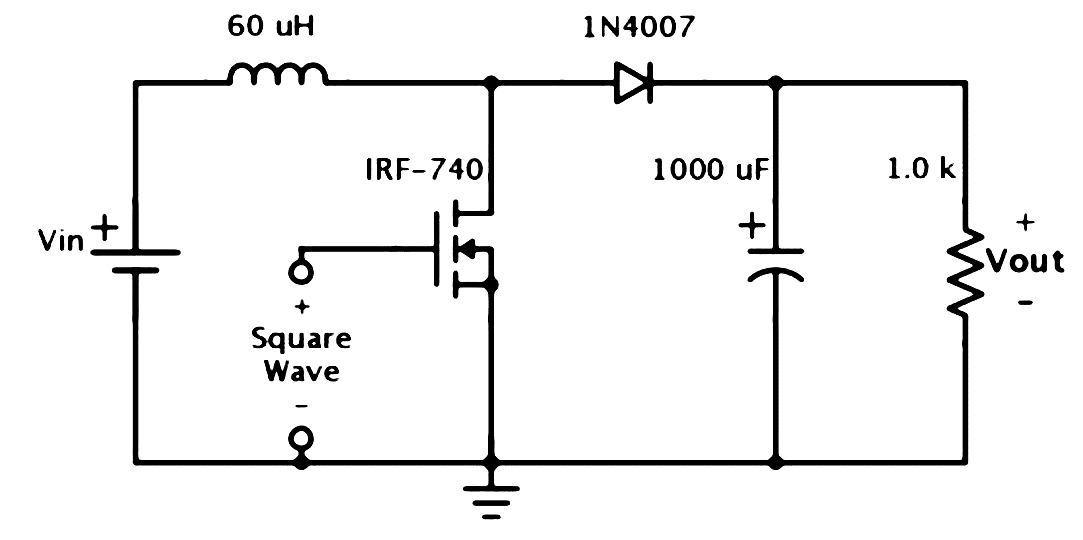 60 uH
1N4007
IRF-740
1000 uF
1.0 k
Vin +
+
+
Vout
-
+
Square
Wave
-